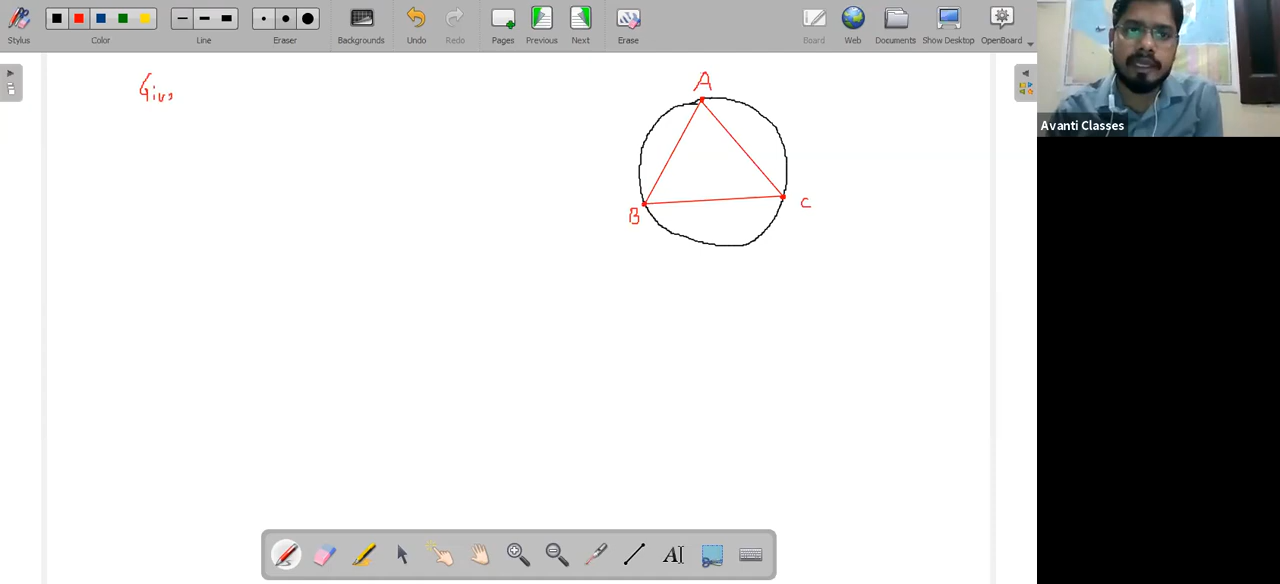 Stylus Color Line Eraser Backgrounds Undo Redo Pages Previous Next Erase Board Web Documents Show Desktop OpenBoard
Avanti Classes
A
B
C